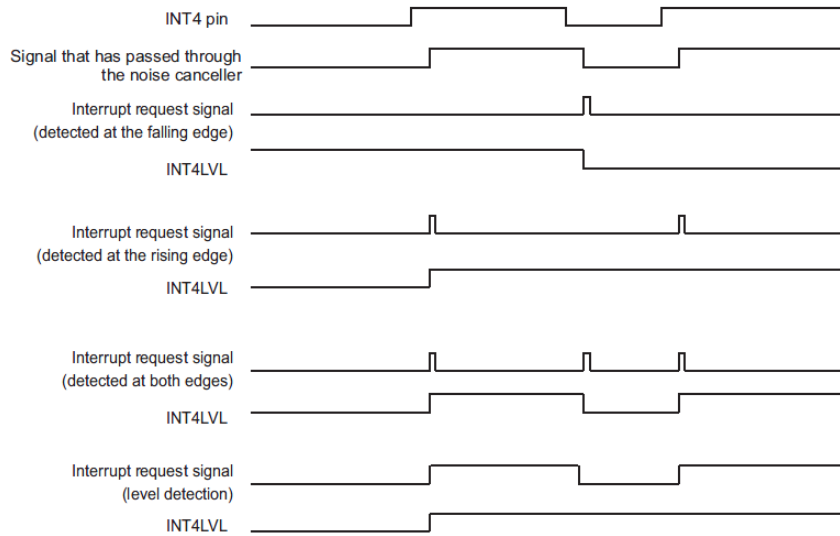 INT4 pin
Signal that has passed through
the noise canceller
Interrupt request signal
(detected at the falling edge)
INT4LVL
Interrupt request signal
(detected at the rising edge)
INT4LVL
Interrupt request signal
(detected at both edges)
INT4LVL
Interrupt request signal
(level detection)
INT4LVL